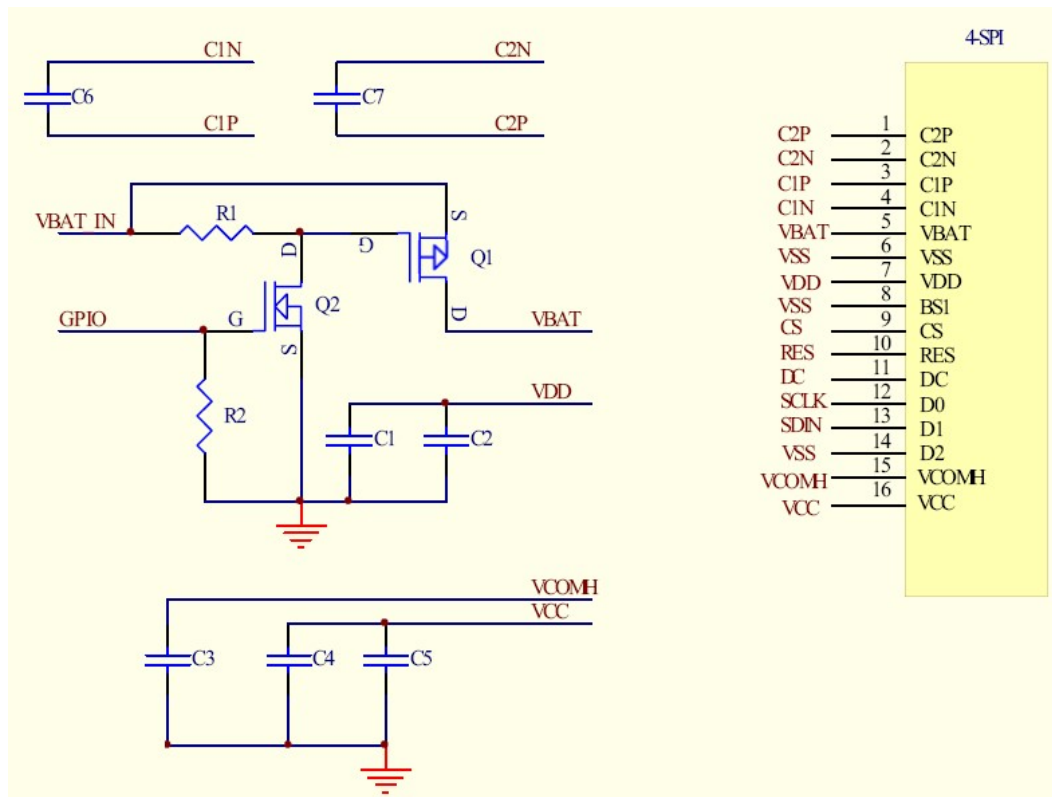 4-SPI
C1N
C6
C1P
C2N
C7
C2P
VBAT_IN
R1
S
D
G
Q1
D
VBAT
GPIO
G
Q2
S
R2
VDD
C1
C2
VCOMH
VCC
C3
C4
C5
C2P 1 C2P
C2N 2 C2N
C1P 3 C1P
C1N 4 C1N
VBAT 5 VBAT
VSS 6 VSS
VDD 7 VDD
VSS 8 BS1
CS 9 CS
RES 10 RES
DC 11 DC
SCLK 12 D0
SDIN 13 D1
VSS 14 D2
VCOMH 15 VCOMH
VCC 16 VCC